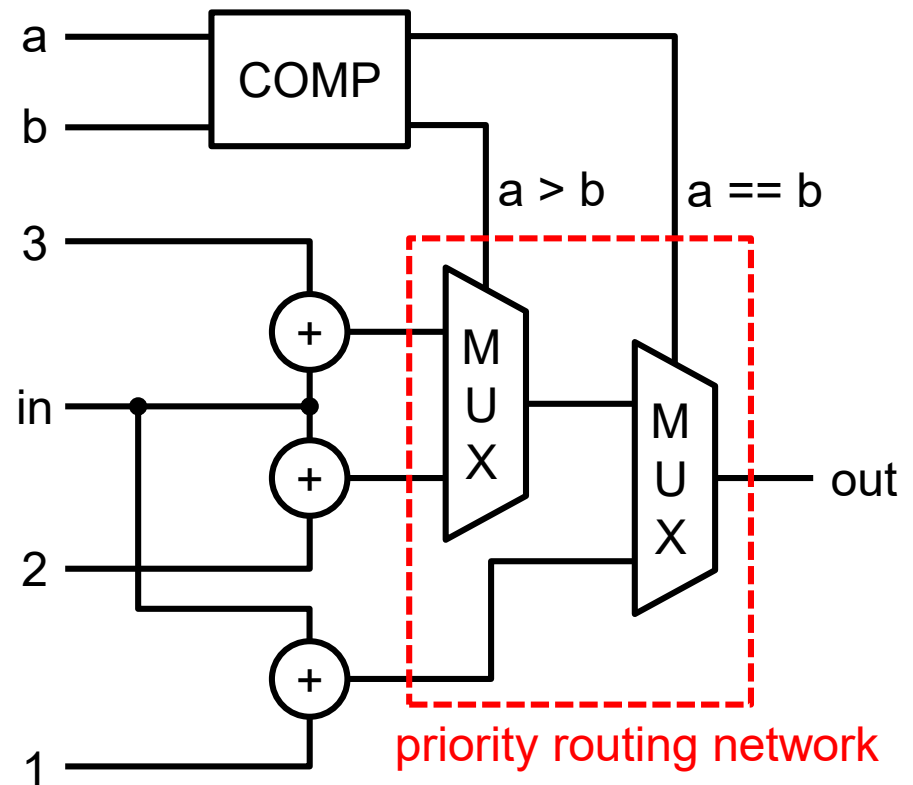 a
COMP
b
a > b
a == b
3
+
M
U
X
in
M
U
X
+
out
2
+
priority routing network
1